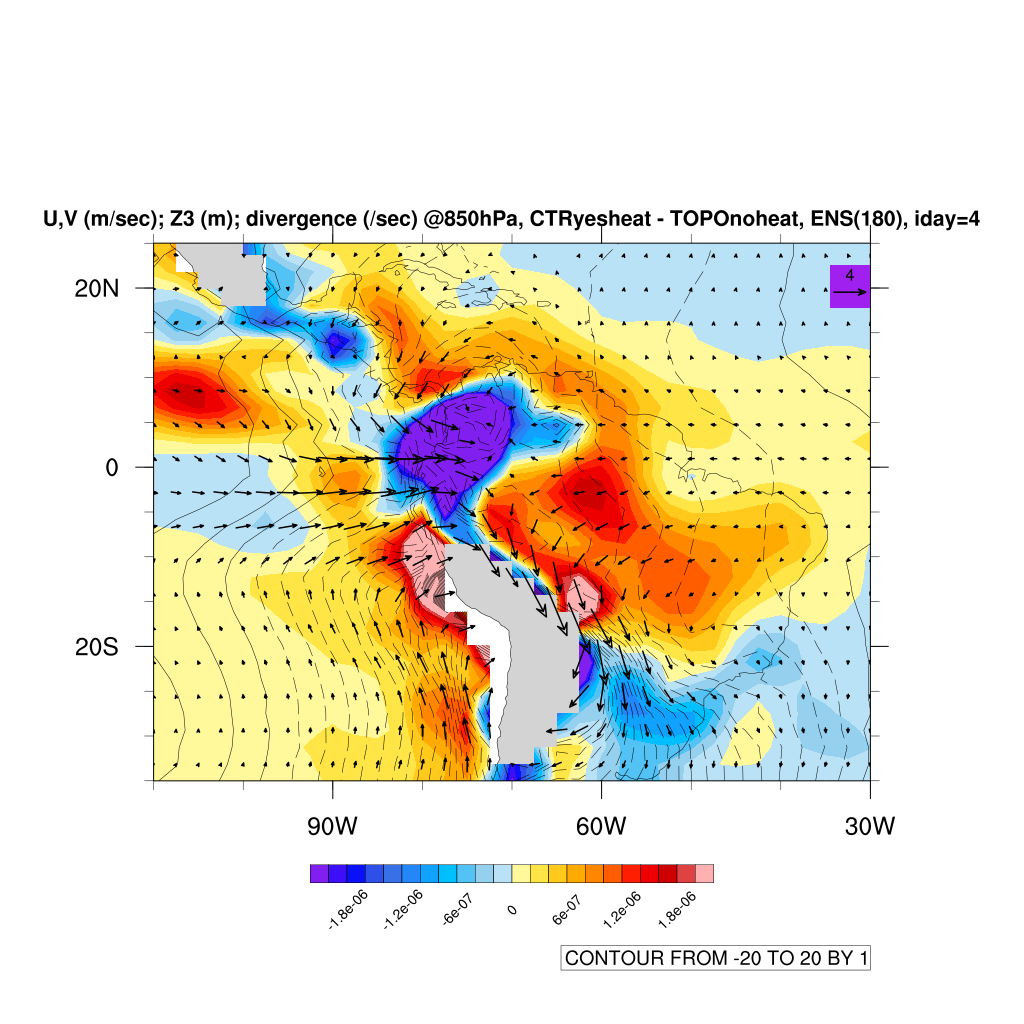 U,V (m/sec); Z3 (m); divergence (/sec) @850hPa, CTRyesheat - TOPOnoheat, ENS(180), iday=4
4
20N
0
20S
90W
60W
30W
-1.8e-06
-1.2e-06
-6e-07
0
6e-07
1.2e-06
1.8e-06
CONTOUR FROM -20 TO 20 BY 1